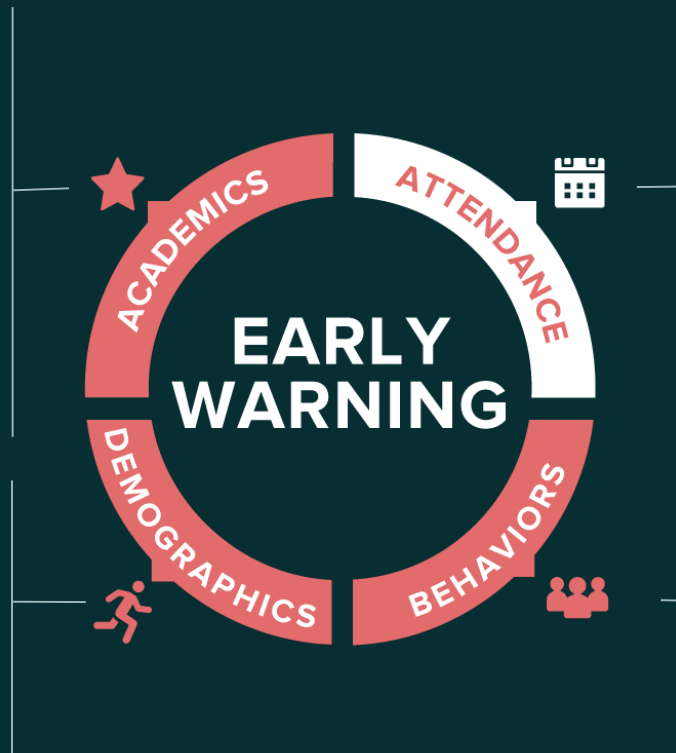 ACADEMICS
ATTENDANCE
EARLY
WARNING
DEMOGRAPHICS
BEHAVIORS